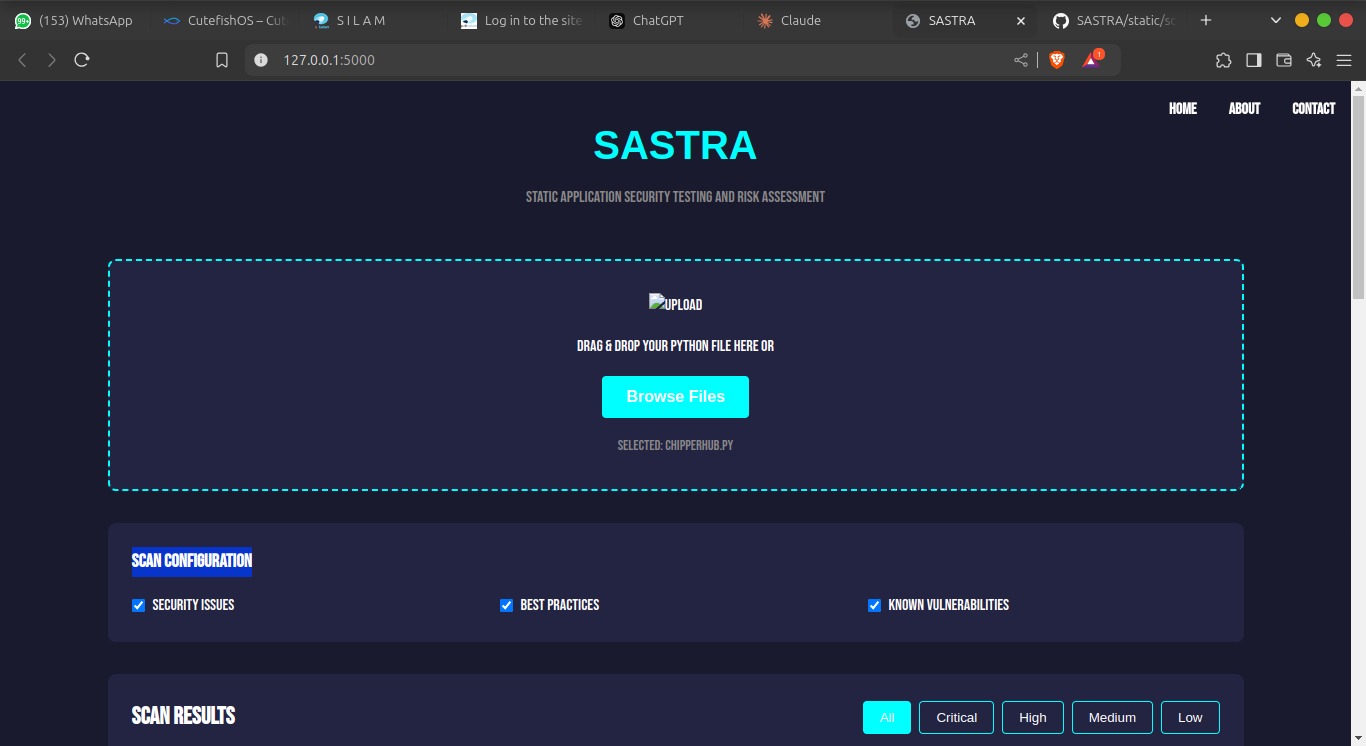 99+ (153) WhatsApp CutefishOS – Cut S I L A M Log in to the site ChatGPT Claude SASTRA SASTRA/static/sc
127.0.0.1:5000 1
HOME ABOUT CONTACT
SASTRA
STATIC APPLICATION SECURITY TESTING AND RISK ASSESSMENT
UPLOAD
DRAG & DROP YOUR PYTHON FILE HERE OR
Browse Files
SELECTED: CHIPPERHUB.PY
SCAN CONFIGURATION
SECURITY ISSUES BEST PRACTICES KNOWN VULNERABILITIES
SCAN RESULTS All Critical High Medium Low